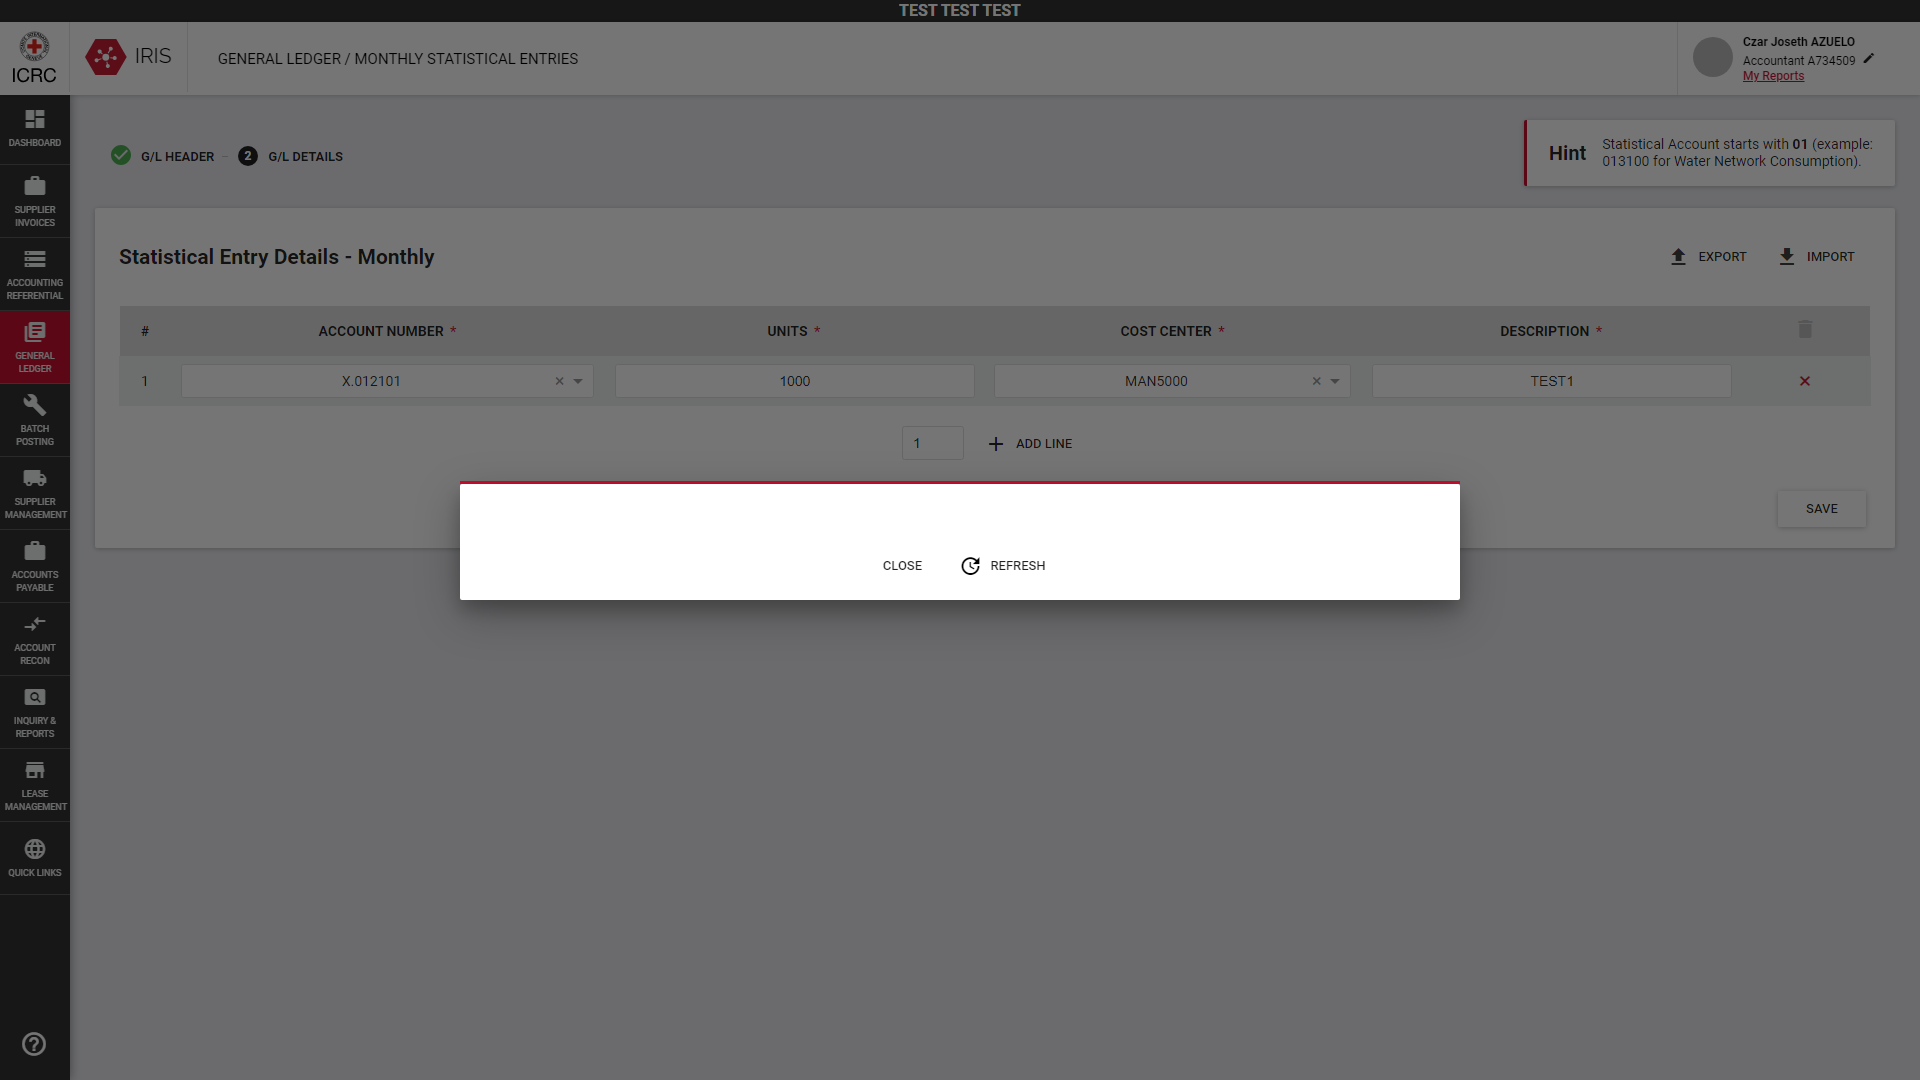 TEST TEST TEST
ICRC
IRIS
GENERAL LEDGER / MONTHLY STATISTICAL ENTRIES
Czar Joseth AZUELO
Accountant A734509
My Reports
DASHBOARD
SUPPLIER
INVOICES
ACCOUNTING
REFERENTIAL
GENERAL
LEDGER
BATCH
POSTING
SUPPLIER
MANAGEMENT
ACCOUNTS
PAYABLE
ACCOUNT
RECON
INQUIRY &
REPORTS
LEASE
MANAGEMENT
QUICK LINKS
G/L HEADER 2 G/L DETAILS
Hint
Statistical Account starts with 01 (example:
013100 for Water Network Consumption).
Statistical Entry Details - Monthly
EXPORT IMPORT
# ACCOUNT NUMBER * UNITS * COST CENTER * DESCRIPTION *
1 X.012101 1000 MAN5000 TEST1
1 ADD LINE
SAVE
CLOSE REFRESH